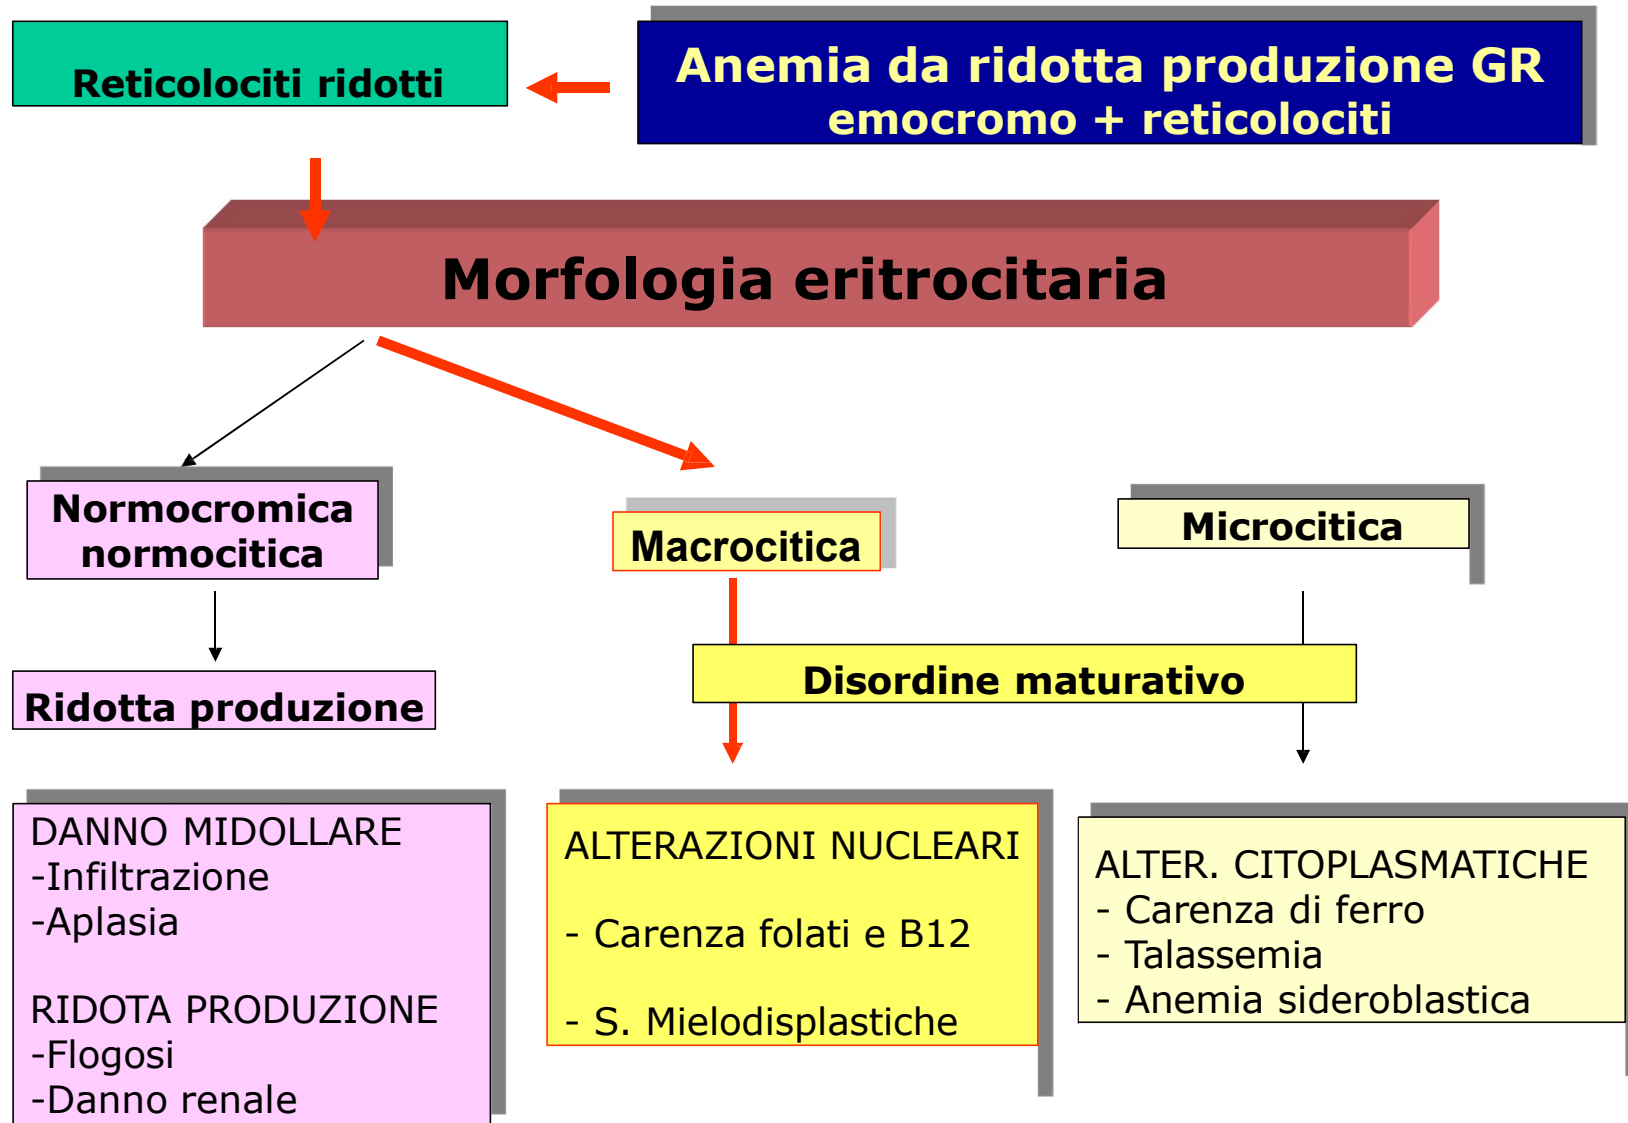 Reticolociti ridotti
Anemia da ridotta produzione GR
emocromo + reticolociti
Morfologia eritrocitaria
Normocromica
normocitica
Macrocitica
Microcitica
Ridotta produzione
Disordine maturativo
DANNO MIDOLLARE
-Infiltrazione
-Aplasia
RIDOTA PRODUZIONE
-Flogosi
-Danno renale
ALTERAZIONI NUCLEARI
- Carenza folati e B12
- S. Mielodisplastiche
ALTER. CITOPLASMATICHE
- Carenza di ferro
- Talassemia
- Anemia sideroblastica